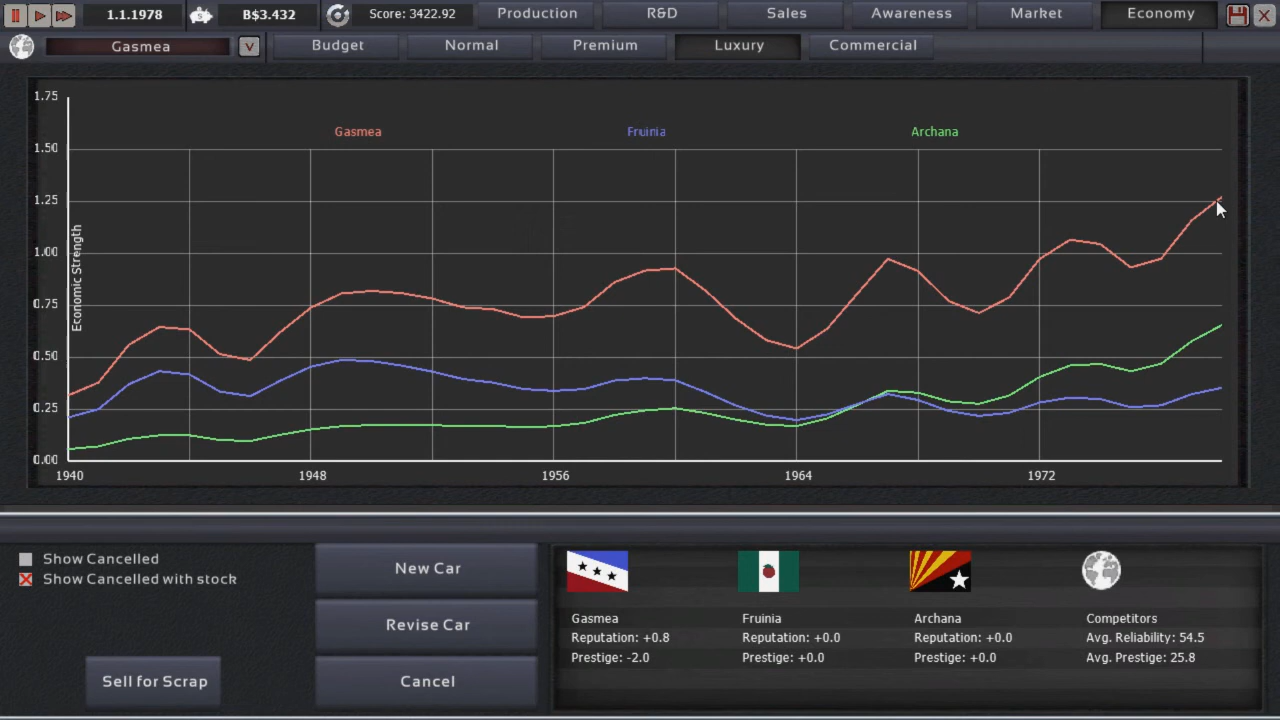 1.1.1978 B$3.432 Score: 3422.92 Production R&D Sales Awareness Market Economy
Gasmea V Budget Normal Premium Luxury Commercial
1.75
Gasmea Fruinia Archana
1.50
1.25
1.00
Economic Strength
0.75
0.50
0.25
0.00
1940 1948 1956 1964 1972
Show Cancelled
Show Cancelled with stock
New Car
Revise Car
Sell for Scrap
Cancel
Gasmea
Reputation: +0.8
Prestige: -2.0
Fruinia
Reputation: +0.0
Prestige: +0.0
Archana
Reputation: +0.0
Prestige: +0.0
Competitors
Avg. Reliability: 54.5
Avg. Prestige: 25.8